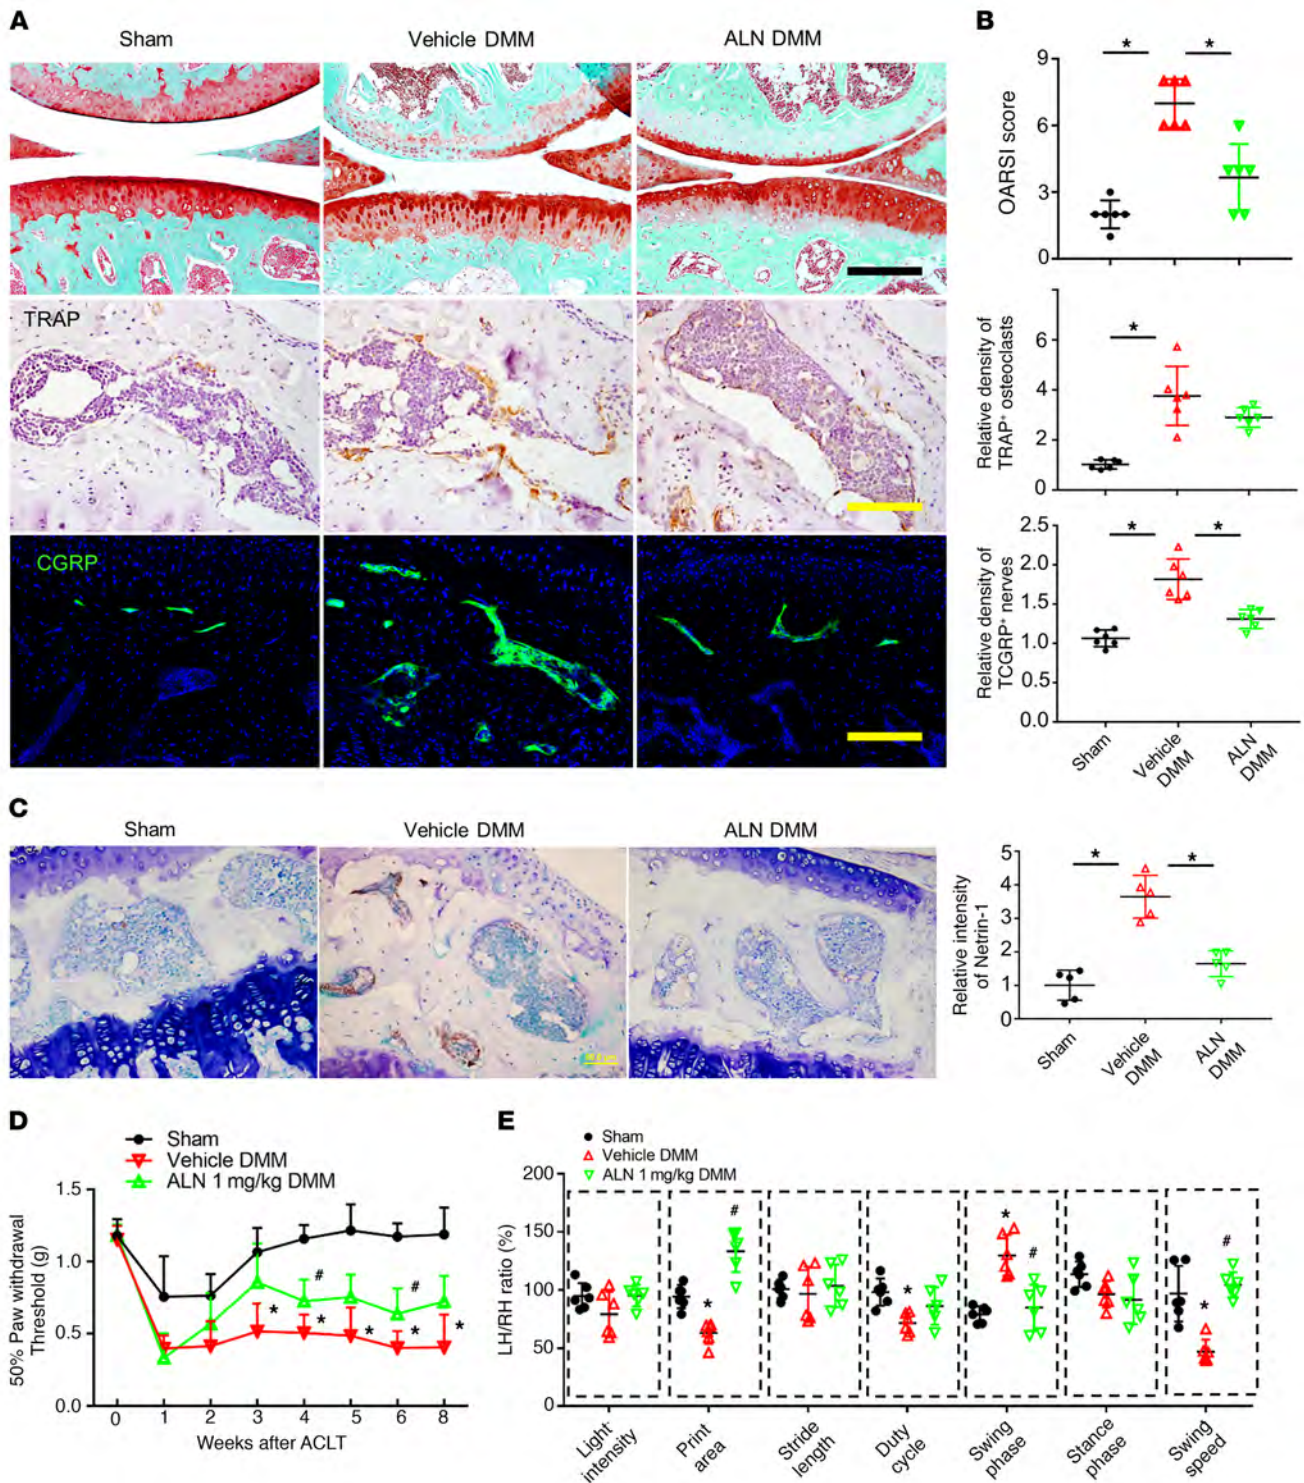 A
Sham
Vehicle DMM
ALN DMM
TRAP
CGRP
B
*
*
OARSI score
9
6
3
0
*
Relative density of
TRAP+ osteoclasts
6
4
2
0
*
*
Relative density of
TCGRP+ nerves
2.5
2.0
1.5
1.0
0.0
Sham
Vehicle
DMM
ALN
DMM
C
Sham
Vehicle DMM
ALN DMM
*
*
Relative intensity
of Netrin-1
5
4
3
2
1
0
Sham
Vehicle
DMM
ALN
DMM
D
Sham
Vehicle DMM
ALN 1 mg/kg DMM
50% Paw withdrawal
Threshold (g)
1.5
1.0
0.5
0.0
#
#
*
*
*
*
*
0
1
2
3
4
5
6
8
Weeks after ACLT
E
Sham
Vehicle DMM
ALN 1 mg/kg DMM
LH/RH ratio (%)
200
150
100
50
0
#
*
*
*
#
#
*
Light
intensity
Print
area
Stride
length
Duty
cycle
Swing
phase
Stance
phase
Swing
speed